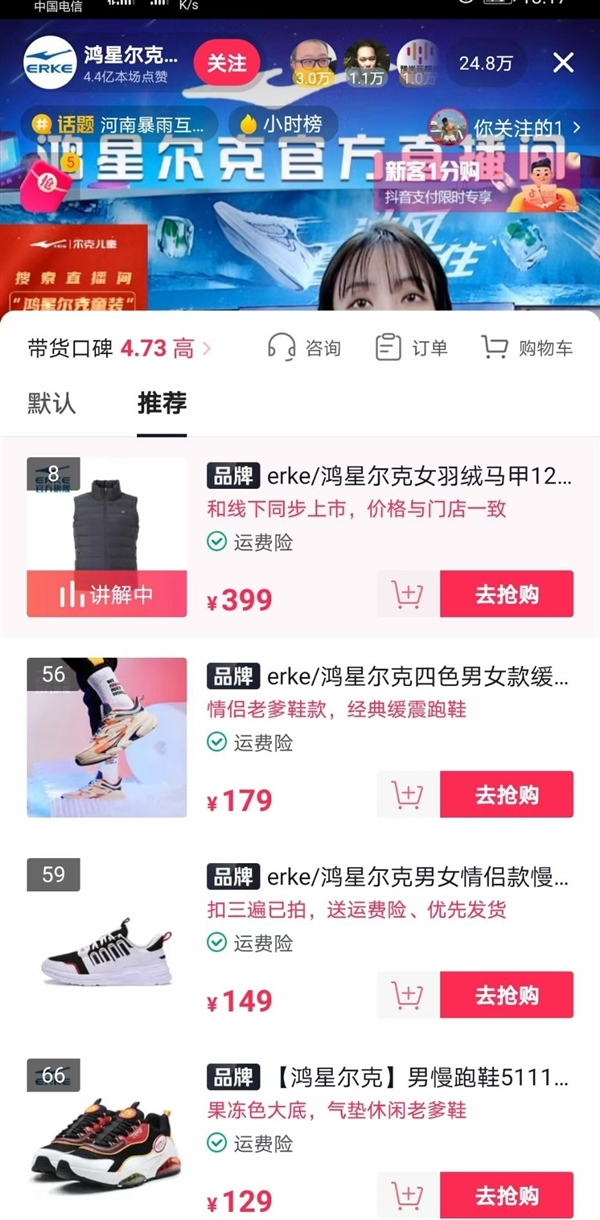 中国电信
K/s
鸿星尔克...
关注
3.0万
1.1万
1.0万
24.8万
ERKE
4.4亿本场点赞
# 话题 河南暴雨互...
小时榜
你关注的1 >
鸿星尔克官方直播间
5
抢
新客1分购
抖音支付限时专享
尔克儿童
搜索直播间
"鸿星尔克童装"
带货口碑 4.73 高 >
咨询
订单
购物车
默认
推荐
8
讲解中
品牌 erke/鸿星尔克女羽绒马甲12...
和线下同步上市，价格与门店一致
运费险
¥399
去抢购
56
品牌 erke/鸿星尔克四色男女款缓...
情侣老爹鞋款，经典缓震跑鞋
运费险
¥179
去抢购
59
品牌 erke/鸿星尔克男女情侣款慢...
扣三遍已拍，送运费险、优先发货
运费险
¥149
去抢购
66
品牌 【鸿星尔克】男慢跑鞋5111...
果冻色大底，气垫休闲老爹鞋
运费险
¥129
去抢购